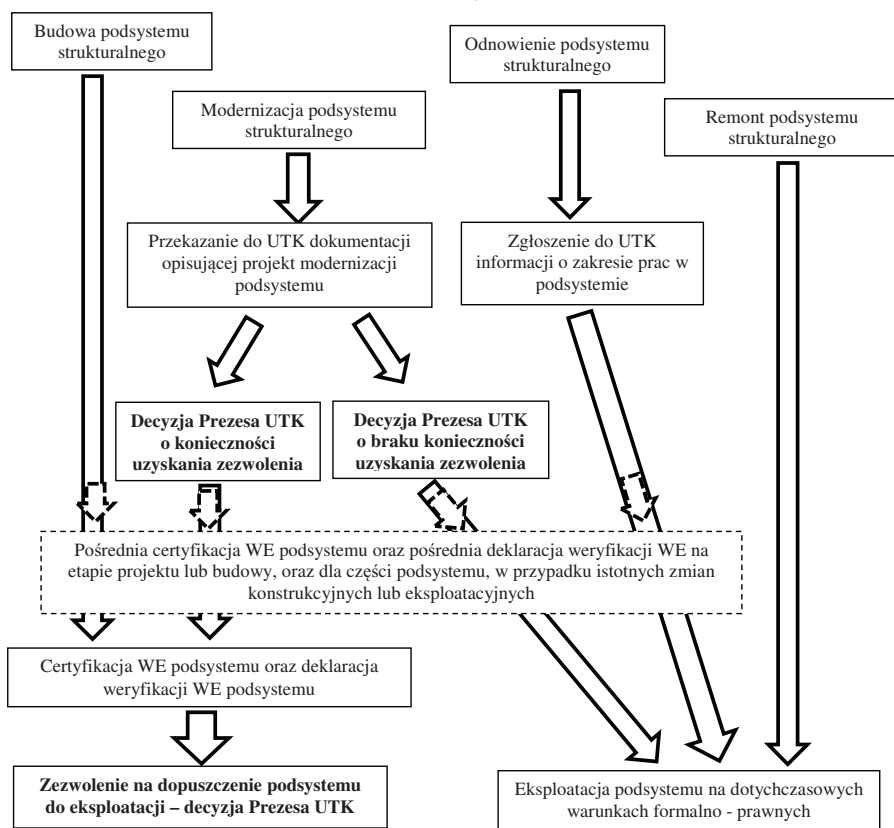 Budowa podsystemu
strukturalnego
Odnowienie podsystemu
strukturalnego
Modernizacja podsystemu
strukturalnego
Remont podsystemu
strukturalnego
Przekazanie do UTK dokumentacji
opisującej projekt modernizacji
podsystemu
Zgłoszenie do UTK
informacji o zakresie prac w
podsystemie
Decyzja Prezesa UTK
o konieczności
uzyskania zezwolenia
Decyzja Prezesa UTK
o braku konieczności
uzyskania zezwolenia
Pośrednia certyfikacja WE podsystemu oraz pośrednia deklaracja weryfikacji WE na
etapie projektu lub budowy, oraz dla części podsystemu, w przypadku istotnych zmian
konstrukcyjnych lub eksploatacyjnych
Certyfikacja WE podsystemu oraz deklaracja
weryfikacji WE podsystemu
Zezwolenie na dopuszczenie podsystemu
do eksploatacji – decyzja Prezesa UTK
Eksploatacja podsystemu na dotychczasowych
warunkach formalno - prawnych